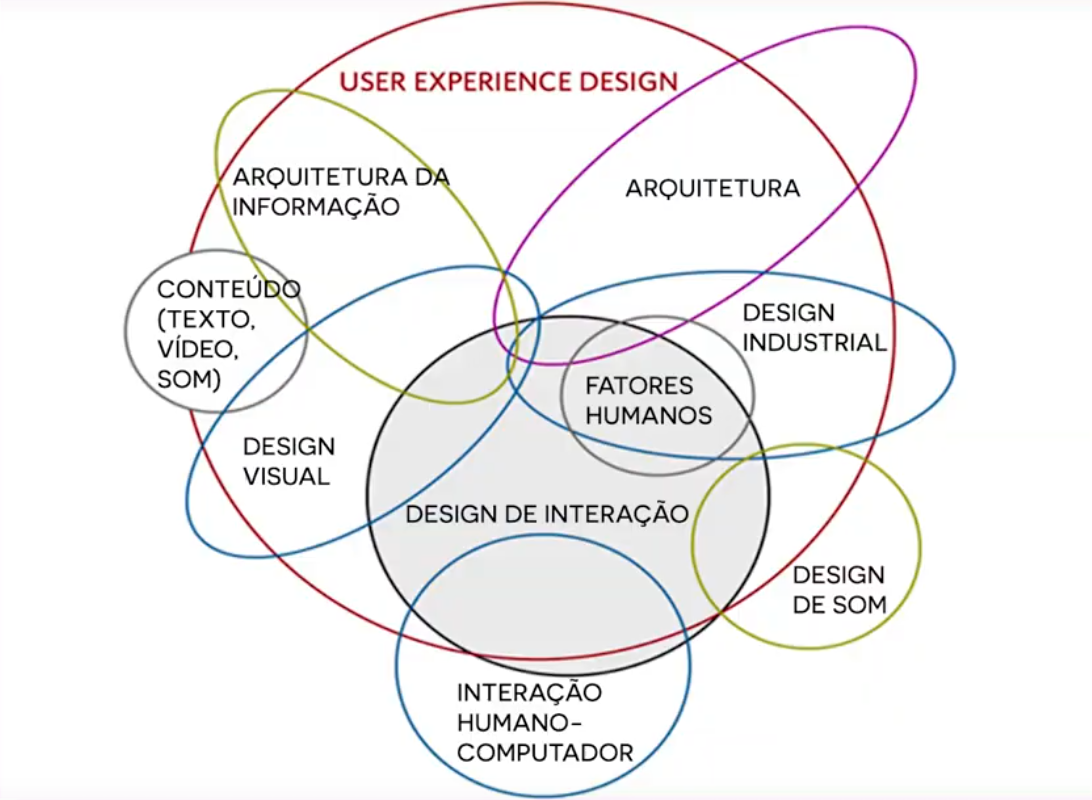 USER EXPERIENCE DESIGN
ARQUITETURA DA
INFORMAÇÃO
ARQUITETURA
CONTEÚDO
(TEXTO,
VÍDEO,
SOM)
DESIGN
INDUSTRIAL
FATORES
HUMANOS
DESIGN
VISUAL
DESIGN DE INTERAÇÃO
DESIGN
DE SOM
INTERAÇÃO
HUMANO-
COMPUTADOR